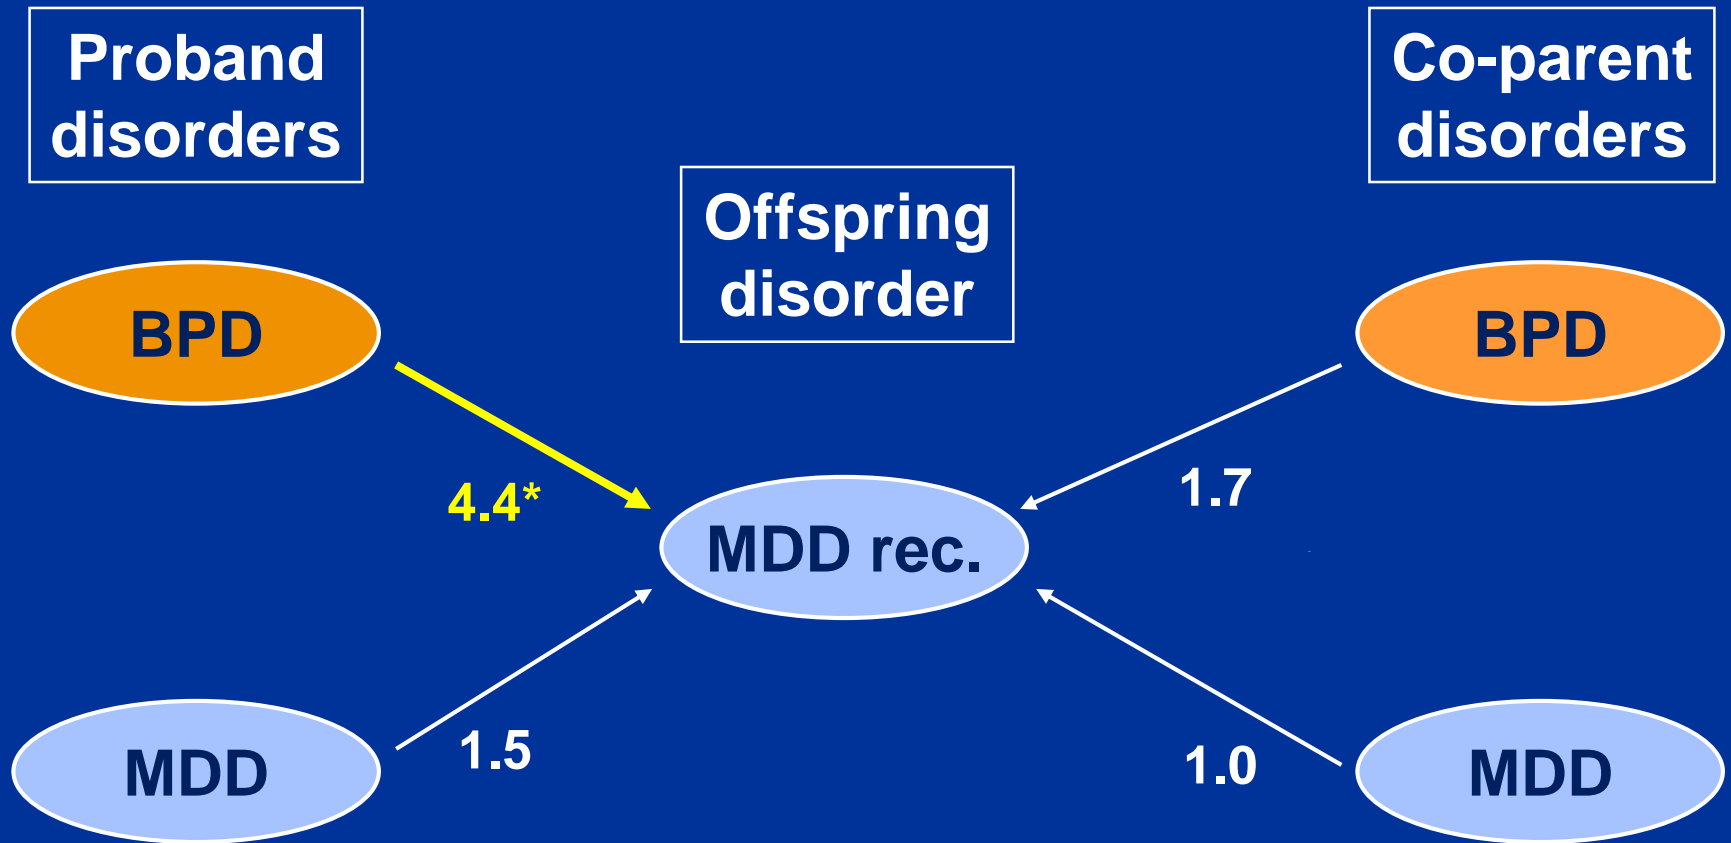 Proband
disorders
Co-parent
disorders
Offspring
disorder
BPD
BPD
4.4*
1.7
MDD rec.
1.5
1.0
MDD
MDD